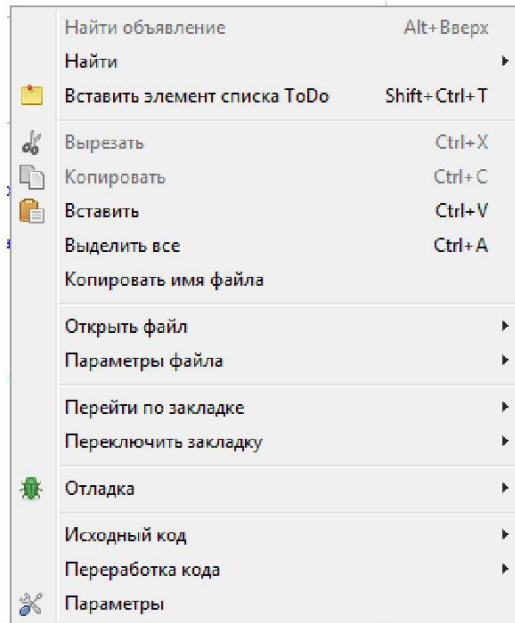 Найти объявление Alt+Вверх
Найти
Вставить элемент списка ToDo Shift+Ctrl+T
Вырезать Ctrl+X
Копировать Ctrl+C
Вставить Ctrl+V
Выделить все Ctrl+A
Копировать имя файла
Открыть файл
Параметры файла
Перейти по закладке
Переключить закладку
Отладка
Исходный код
Переработка кода
Параметры